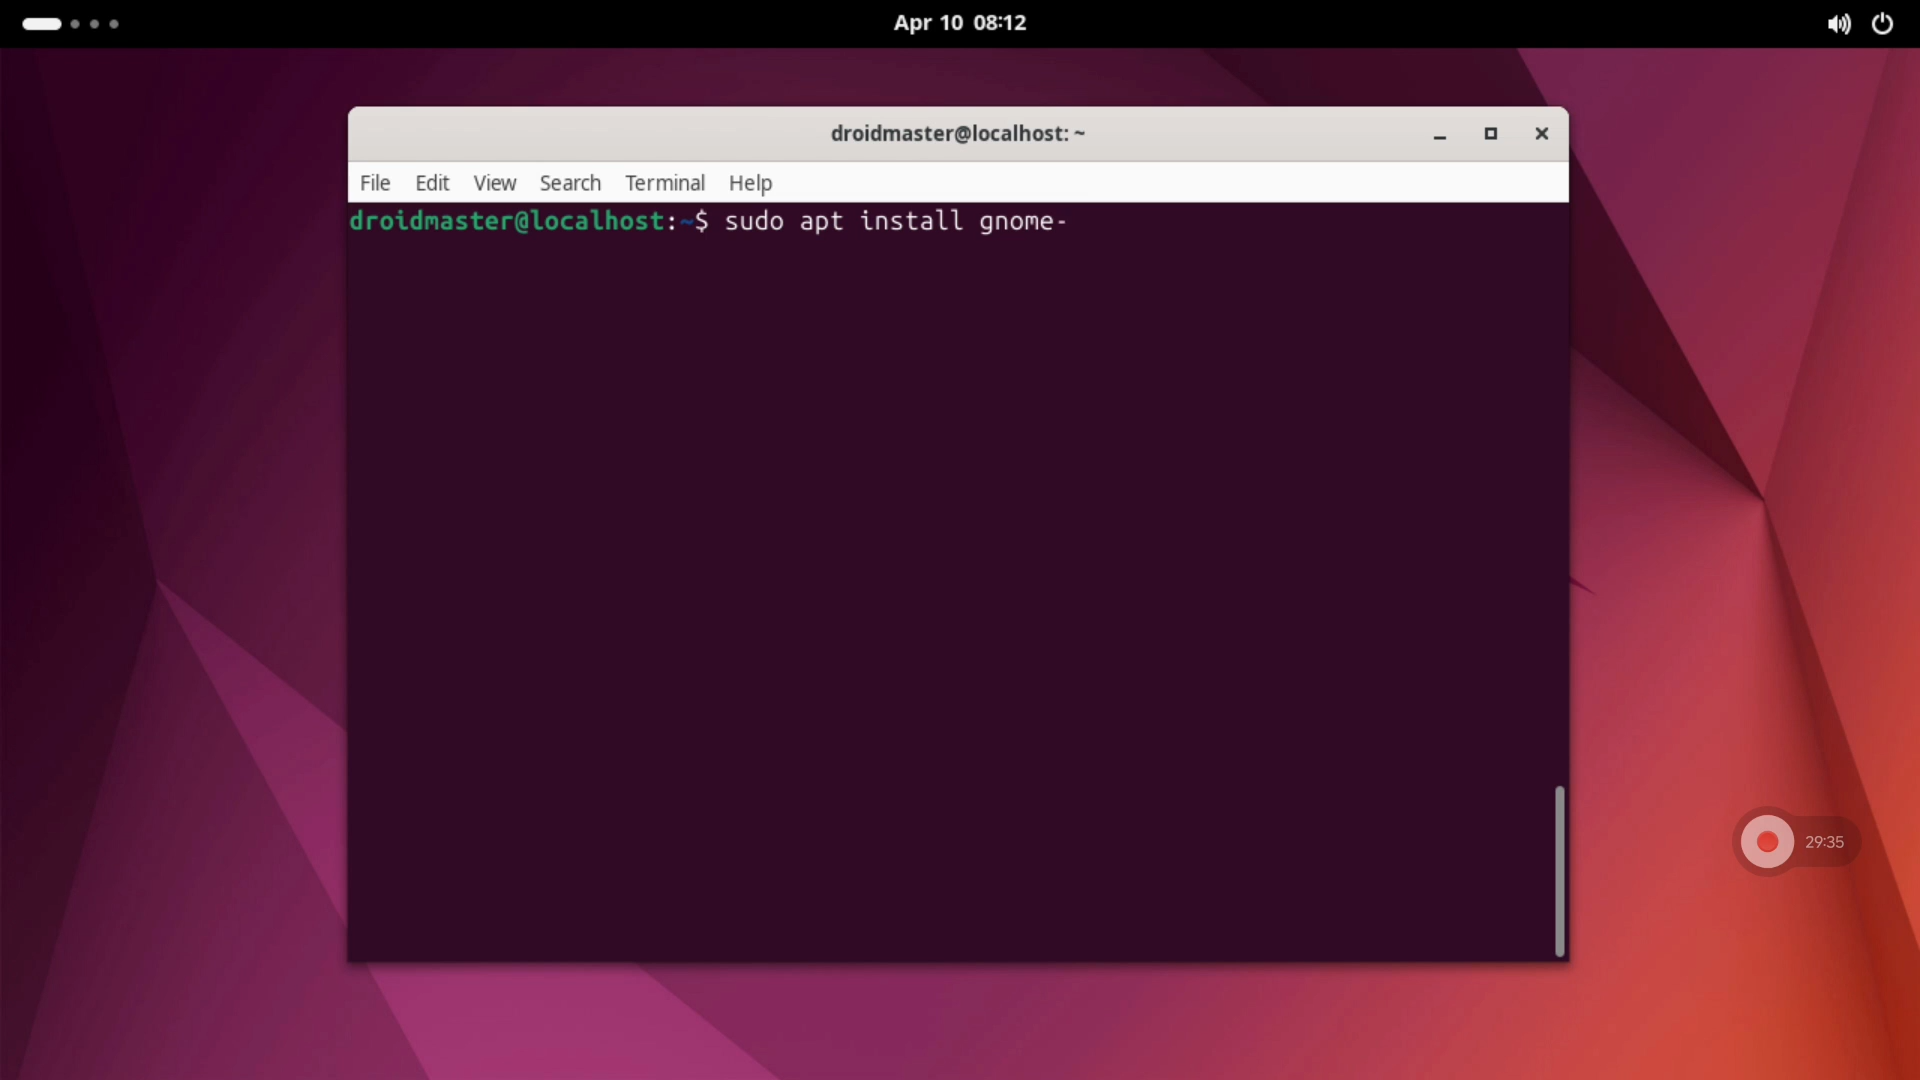 Apr 10 08:12
droidmaster@localhost: ~
File Edit View Search Terminal Help
droidmaster@localhost:~$ sudo apt install gnome-
29:35